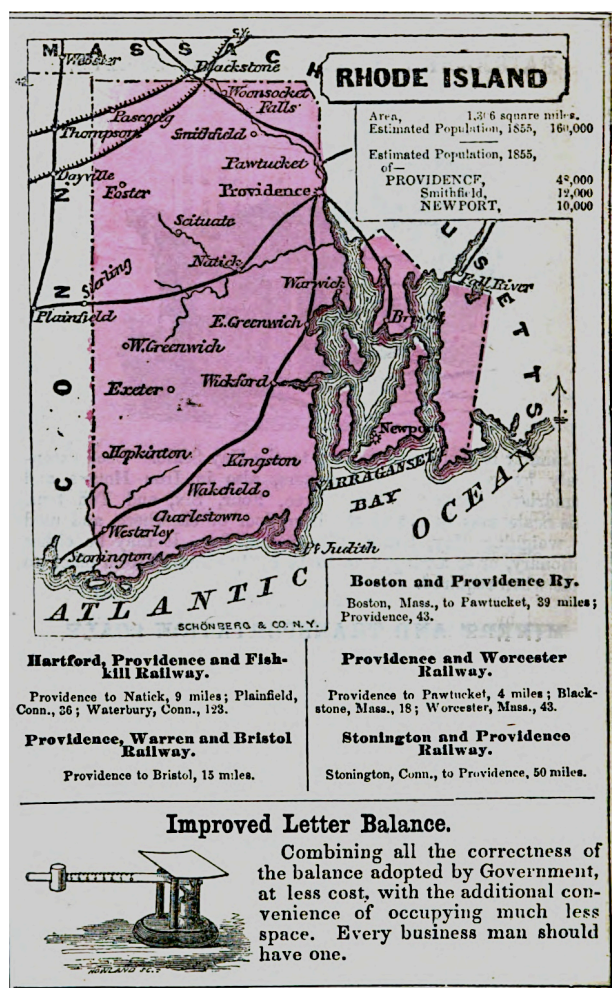 MASSACH
USETTS
CONN
RHODE ISLAND
Area, 1,306 square miles.
Estimated Population, 1855, 160,000
Estimated Population, 1855,
of—
PROVIDENCE, 48,000
Smithfield, 12,000
NEWPORT, 10,000
Webster
Blackstone
Woonsocket
Falls
Pascoag
Thompson
Smithfield
Pawtucket
Dayville
Foster
Providence
Scituate
Natick
Sterling
Plainfield
Warwick
Fall River
E. Greenwich
Bristol
W. Greenwich
Exeter
Wickford
Newport
Hopkinton
Kingston
NARRAGANSET
BAY
Wakefield
Charlestown
Westerley
Stonington
Pt Judith
ATLANTIC
OCEAN
SCHÖNBERG & CO. N.Y.
Boston and Providence Ry.
Boston, Mass., to Pawtucket, 39 miles;
Providence, 43.
Hartford, Providence and Fish-
kill Railway.
Providence to Natick, 9 miles; Plainfield,
Conn., 36; Waterbury, Conn., 123.
Providence and Worcester
Railway.
Providence to Pawtucket, 4 miles; Black-
stone, Mass., 18; Worcester, Mass., 43.
Providence, Warren and Bristol
Railway.
Providence to Bristol, 15 miles.
Stonington and Providence
Railway.
Stonington, Conn., to Providence, 50 miles.
Improved Letter Balance.
Combining all the correctness of
the balance adopted by Government,
at less cost, with the additional con-
venience of occupying much less
space. Every business man should
have one.